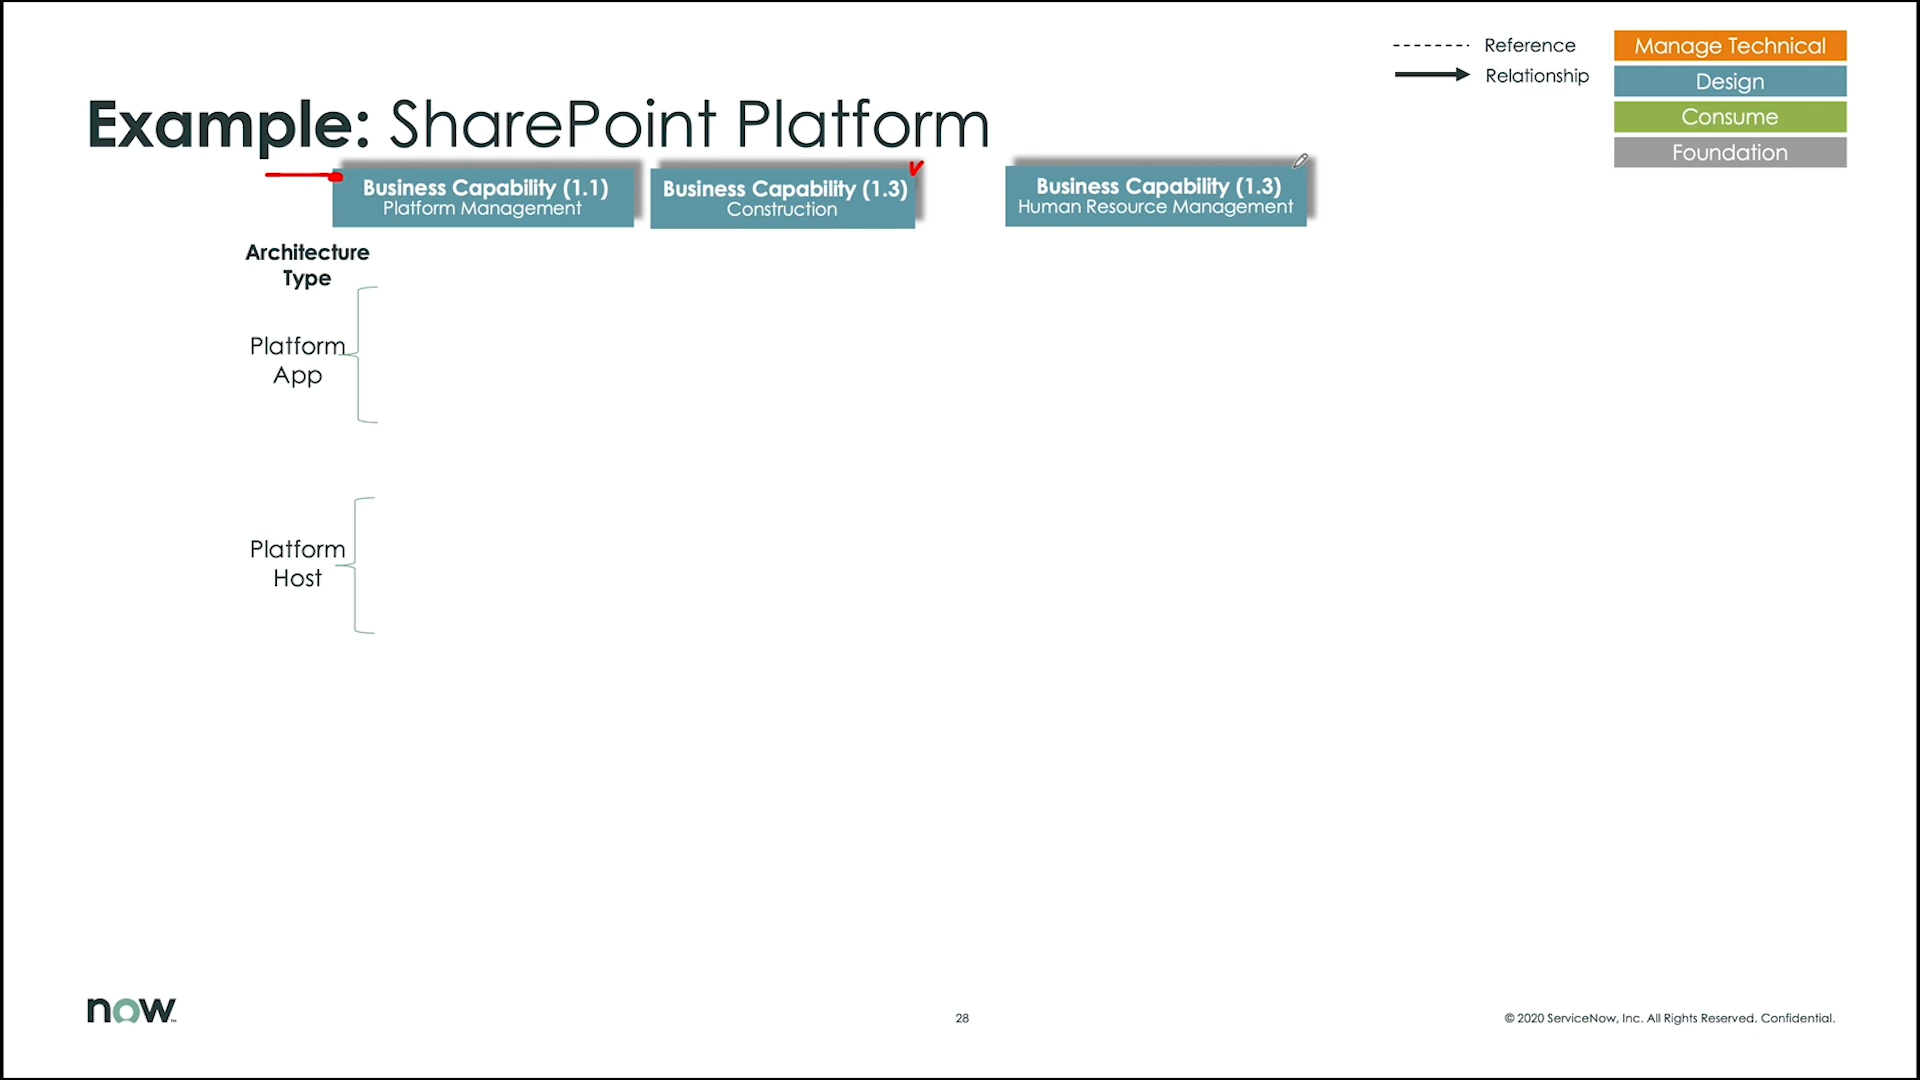 Reference
Relationship
Manage Technical
Design
Consume
Foundation
Example: SharePoint Platform
Business Capability (1.1)
Platform Management
Business Capability (1.3)
Construction
Business Capability (1.3)
Human Resource Management
Architecture
Type
Platform
App
Platform
Host
now™
28
© 2020 ServiceNow, Inc. All Rights Reserved. Confidential.